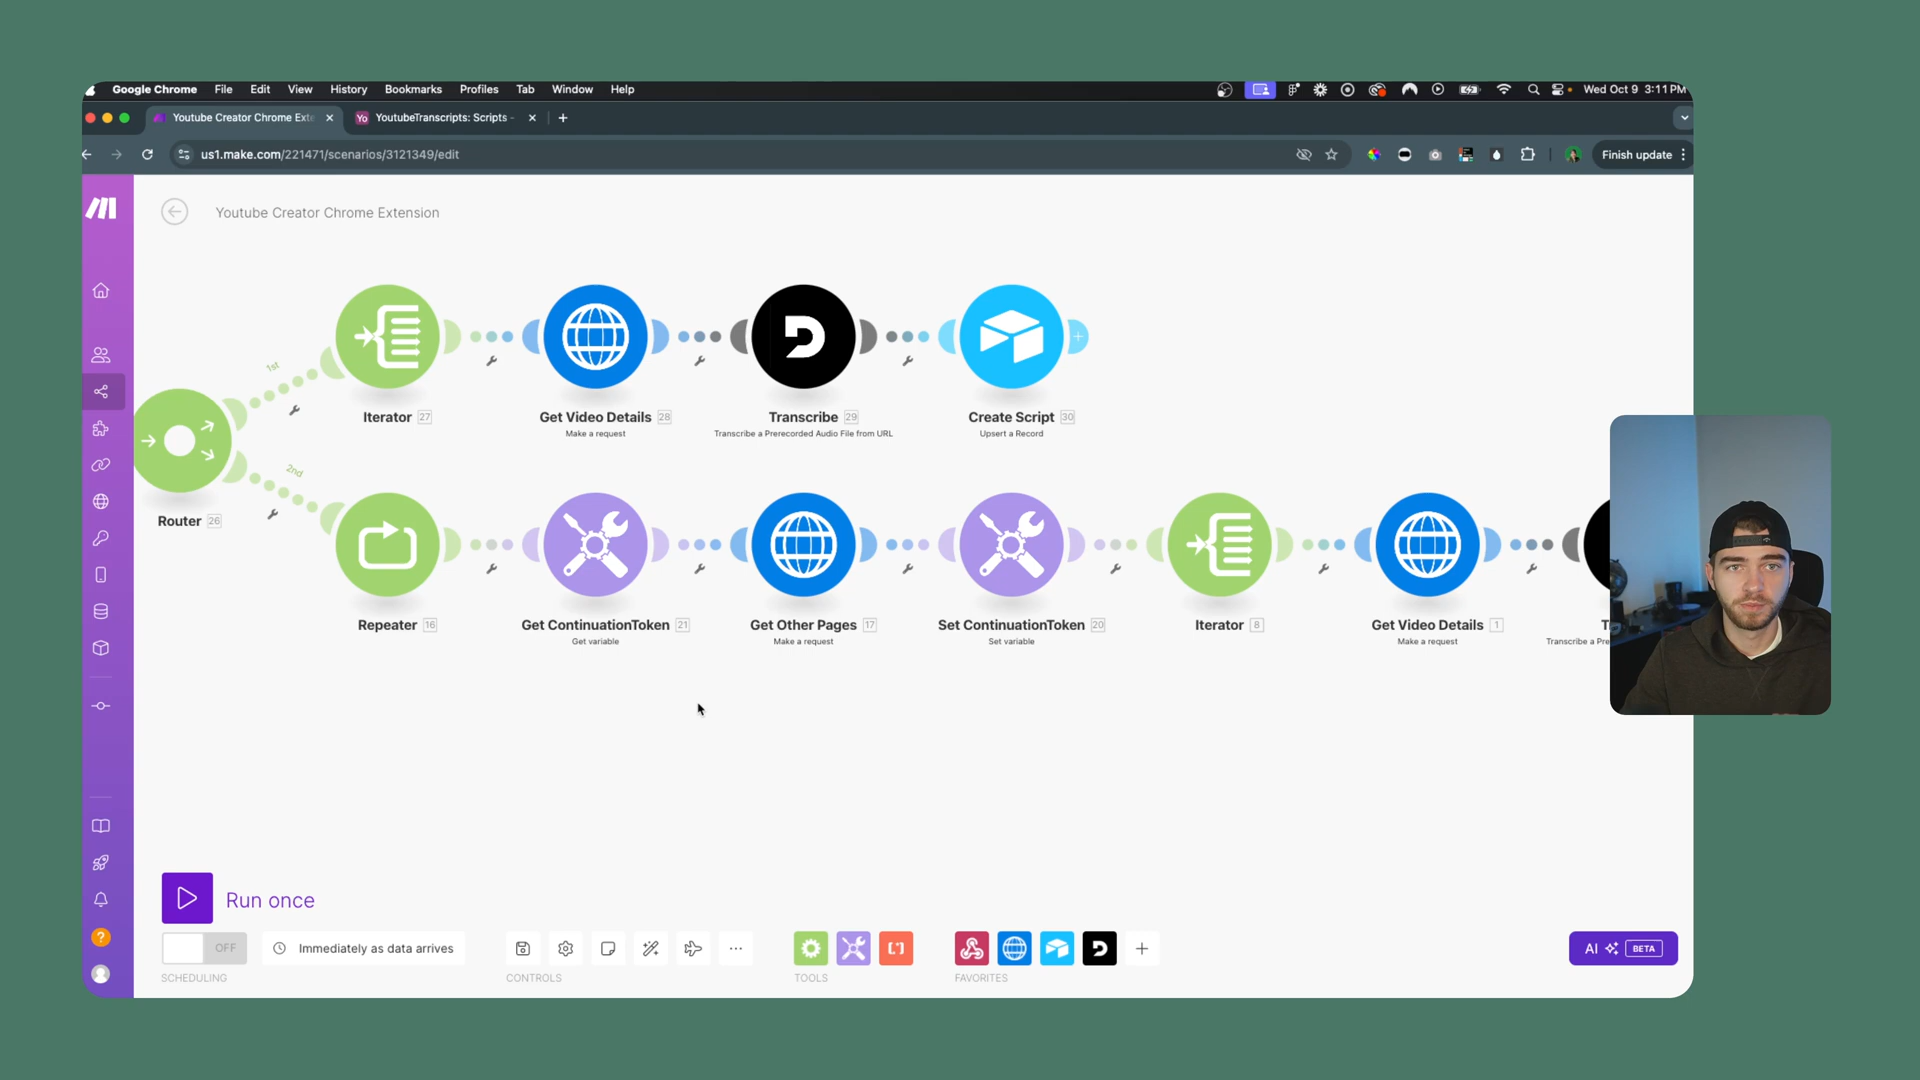 Google Chrome File Edit View History Bookmarks Profiles Tab Window Help Wed Oct 9 3:11 PM
Youtube Creator Chrome Exte Yo YoutubeTranscripts: Scripts -
us1.make.com/221471/scenarios/3121349/edit Finish update
Youtube Creator Chrome Extension
1st
Iterator 27 Get Video Details 28 Transcribe 29 Create Script 30
Make a request Transcribe a Prerecorded Audio File from URL Upsert a Record
2nd
Router 26
Repeater 16 Get ContinuationToken 21 Get Other Pages 17 Set ContinuationToken 20 Iterator 8 Get Video Details 1 T
Get variable Make a request Set variable Make a request Transcribe a Pre
Run once
OFF Immediately as data arrives AI BETA
SCHEDULING CONTROLS TOOLS FAVORITES